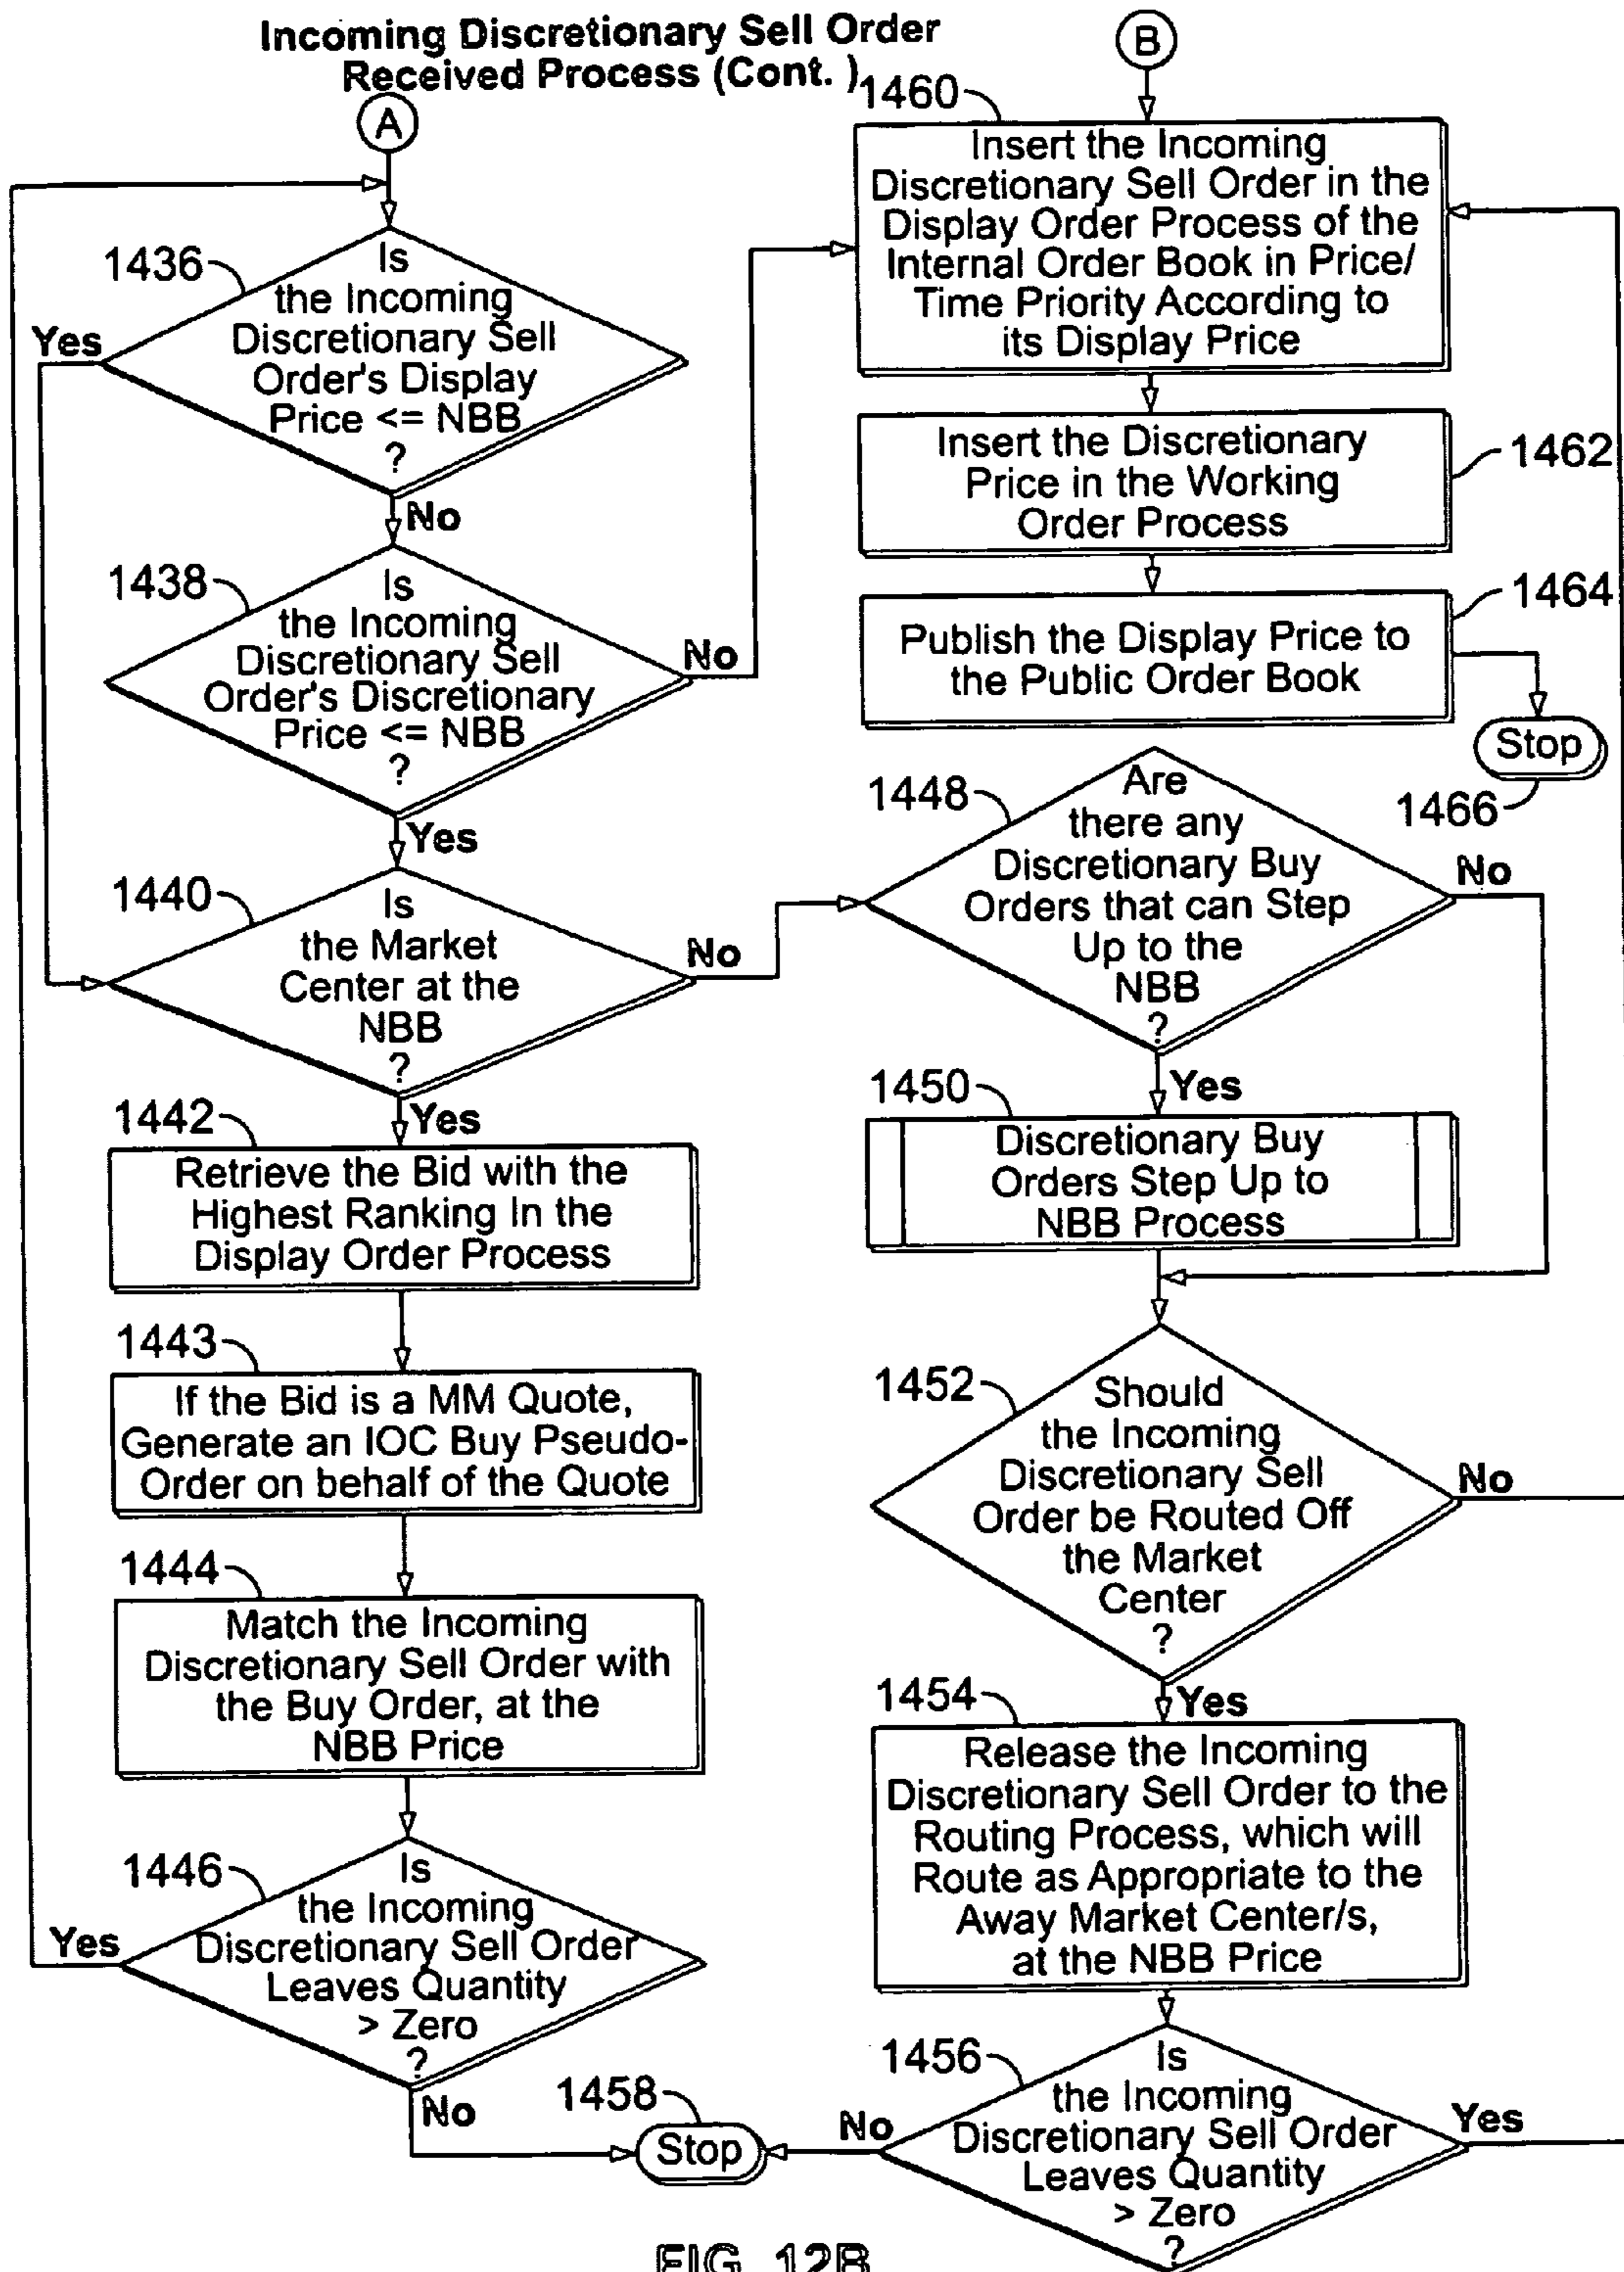 Incoming Discretionary Sell Order
Received Process (Cont. )
A
1436
Is
the Incoming
Discretionary Sell
Order's Display
Price <= NBB
?
Yes
No
1438
Is
the Incoming
Discretionary Sell
Order's Discretionary
Price <= NBB
?
No
Yes
1440
Is
the Market
Center at the
NBB
?
No
Yes
1442
Retrieve the Bid with the
Highest Ranking In the
Display Order Process
1443
If the Bid is a MM Quote,
Generate an IOC Buy Pseudo-
Order on behalf of the Quote
1444
Match the Incoming
Discretionary Sell Order with
the Buy Order, at the
NBB Price
1446
Is
the Incoming
Discretionary Sell Order
Leaves Quantity
> Zero
?
Yes
No
1458
Stop
B
1460
Insert the Incoming
Discretionary Sell Order in the
Display Order Process of the
Internal Order Book in Price/
Time Priority According to
its Display Price
Insert the Discretionary
Price in the Working
Order Process
1462
1464
Publish the Display Price to
the Public Order Book
Stop
1466
1448
Are
there any
Discretionary Buy
Orders that can Step
Up to the
NBB
?
No
Yes
1450
Discretionary Buy
Orders Step Up to
NBB Process
1452
Should
the Incoming
Discretionary Sell
Order be Routed Off
the Market
Center
?
No
Yes
1454
Release the Incoming
Discretionary Sell Order to the
Routing Process, which will
Route as Appropriate to the
Away Market Center/s,
at the NBB Price
1456
Is
the Incoming
Discretionary Sell Order
Leaves Quantity
> Zero
?
No
Yes
FIG. 12B